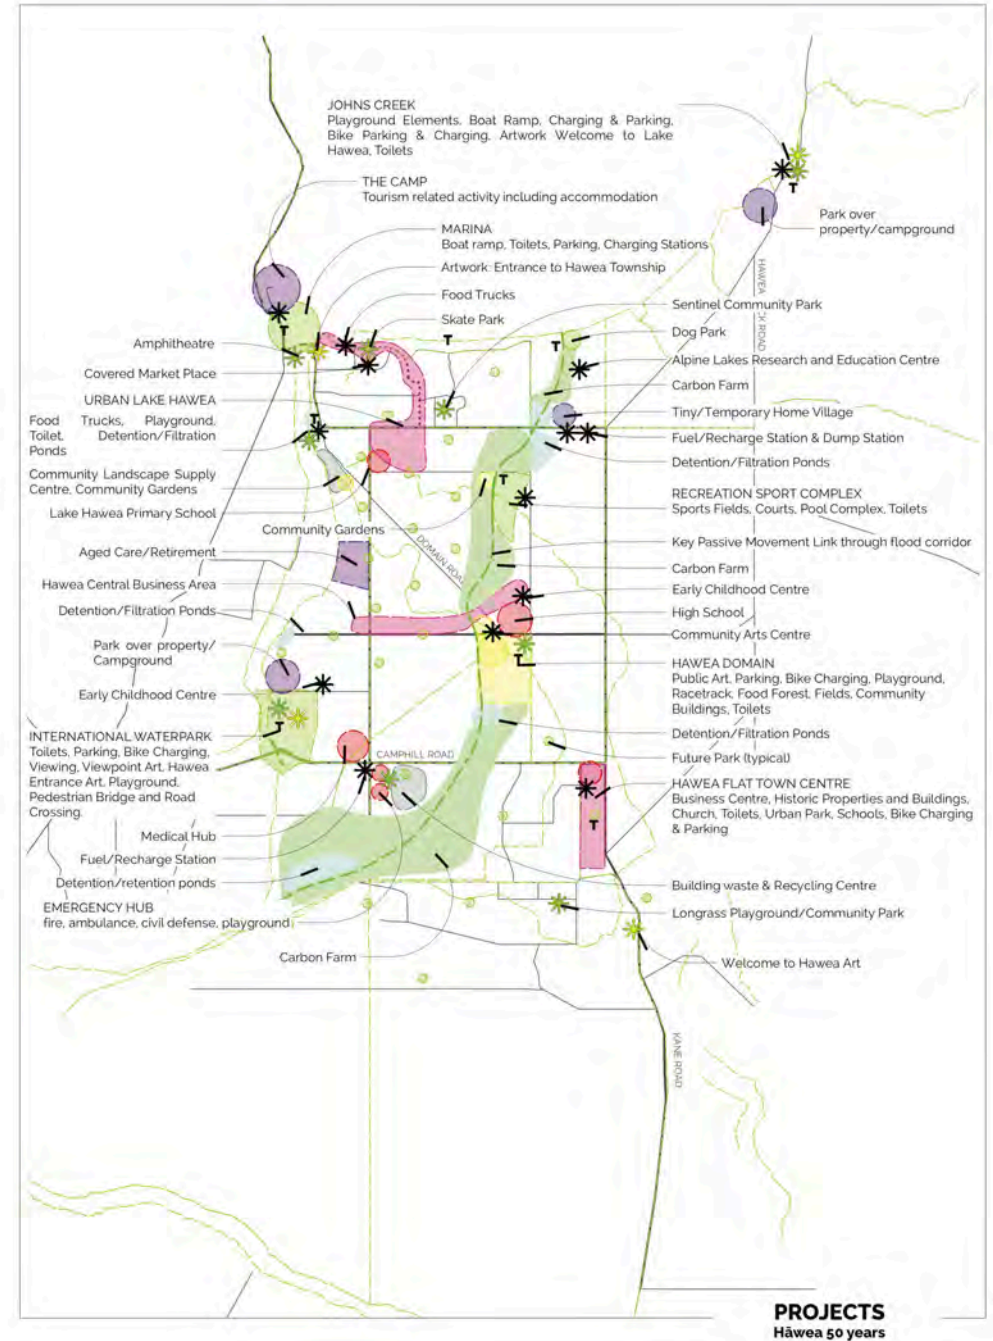 JOHNS CREEK
Playground Elements, Boat Ramp, Charging & Parking,
Bike Parking & Charging, Artwork Welcome to Lake
Hawea, Toilets
THE CAMP
Tourism related activity including accommodation
MARINA
Boat ramp, Toilets, Parking, Charging Stations
Artwork: Entrance to Hawea Township
Food Trucks
Skate Park
Amphitheatre
Covered Market Place
URBAN LAKE HAWEA
Food Trucks, Playground,
Toilet, Detention/Filtration
Ponds
Community Landscape Supply
Centre, Community Gardens
Lake Hawea Primary School
Community Gardens
Aged Care/Retirement
Hawea Central Business Area
Detention/Filtration Ponds
Park over property/
Campground
Early Childhood Centre
INTERNATIONAL WATERPARK
Toilets, Parking, Bike Charging,
Viewing, Viewpoint Art, Hawea
Entrance Art, Playground,
Pedestrian Bridge and Road
Crossing.
Medical Hub
Fuel/Recharge Station
Detention/retention ponds
EMERGENCY HUB
fire, ambulance, civil defense, playground
Carbon Farm
Park over
property/campground
HAWEA
CK ROAD
Sentinel Community Park
Dog Park
Alpine Lakes Research and Education Centre
Carbon Farm
Tiny/Temporary Home Village
Fuel/Recharge Station & Dump Station
Detention/Filtration Ponds
RECREATION SPORT COMPLEX
Sports Fields, Courts, Pool Complex, Toilets
Key Passive Movement Link through flood corridor
Carbon Farm
Early Childhood Centre
High School
Community Arts Centre
HAWEA DOMAIN
Public Art, Parking, Bike Charging, Playground,
Racetrack, Food Forest, Fields, Community
Buildings, Toilets
Detention/Filtration Ponds
Future Park (typical)
HAWEA FLAT TOWN CENTRE
Business Centre, Historic Properties and Buildings,
Church, Toilets, Urban Park, Schools, Bike Charging
& Parking
Building waste & Recycling Centre
Longrass Playground/Community Park
Welcome to Hawea Art
DOMAIN ROAD
CAMPHILL ROAD
KANE ROAD
T
T
T
T
T
T
T
T
T
T
PROJECTS
Hāwea 50 years